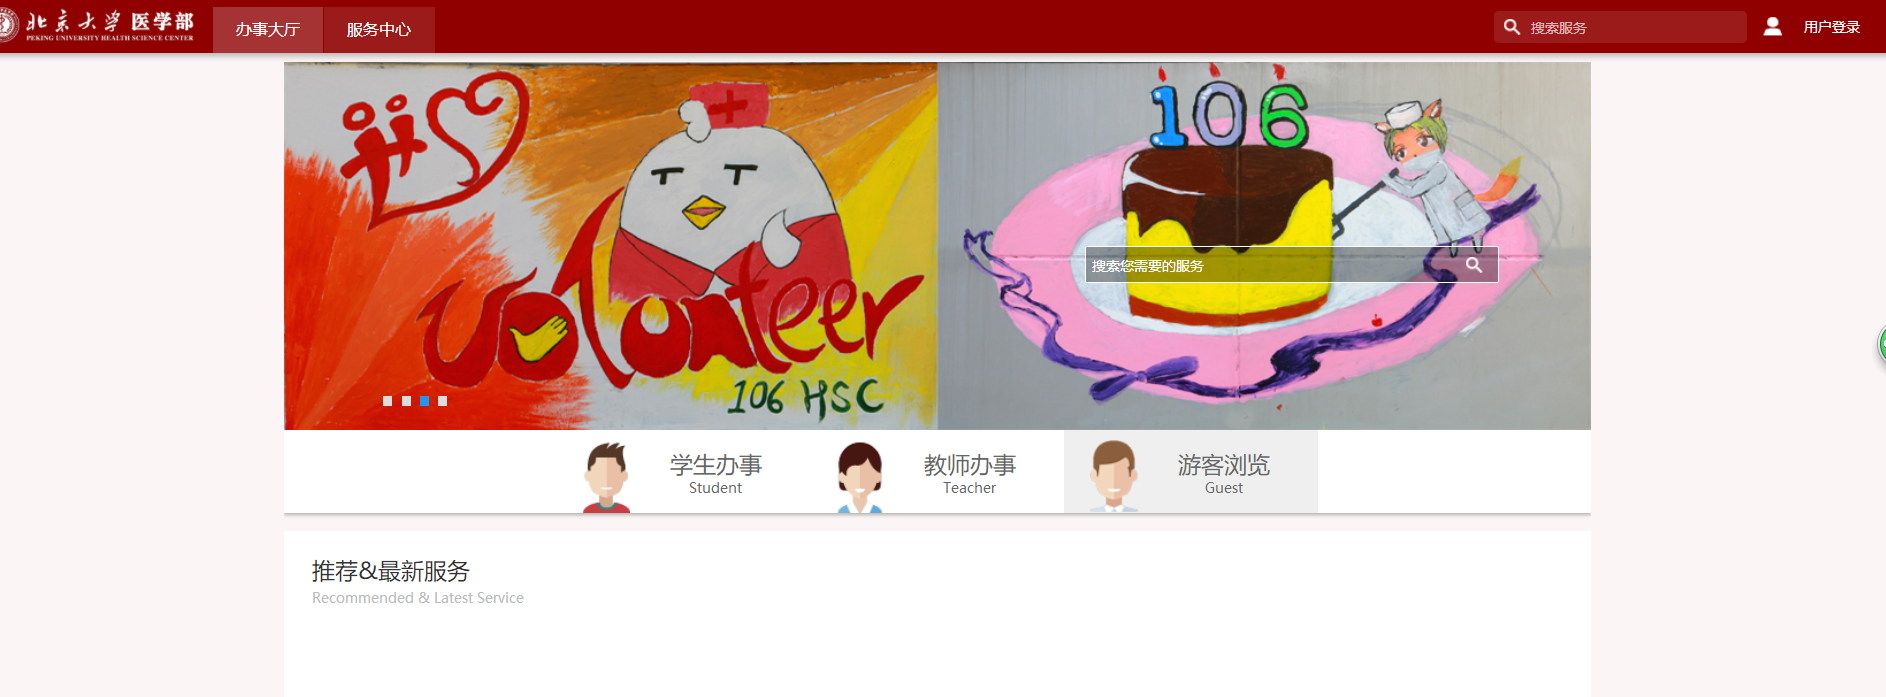 北京大学医学部
PEKING UNIVERSITY HEALTH SCIENCE CENTER
办事大厅
服务中心
搜索服务
用户登录
volunteer
106 HSC
106
搜索您需要的服务
学生办事
Student
教师办事
Teacher
游客浏览
Guest
推荐&最新服务
Recommended & Latest Service